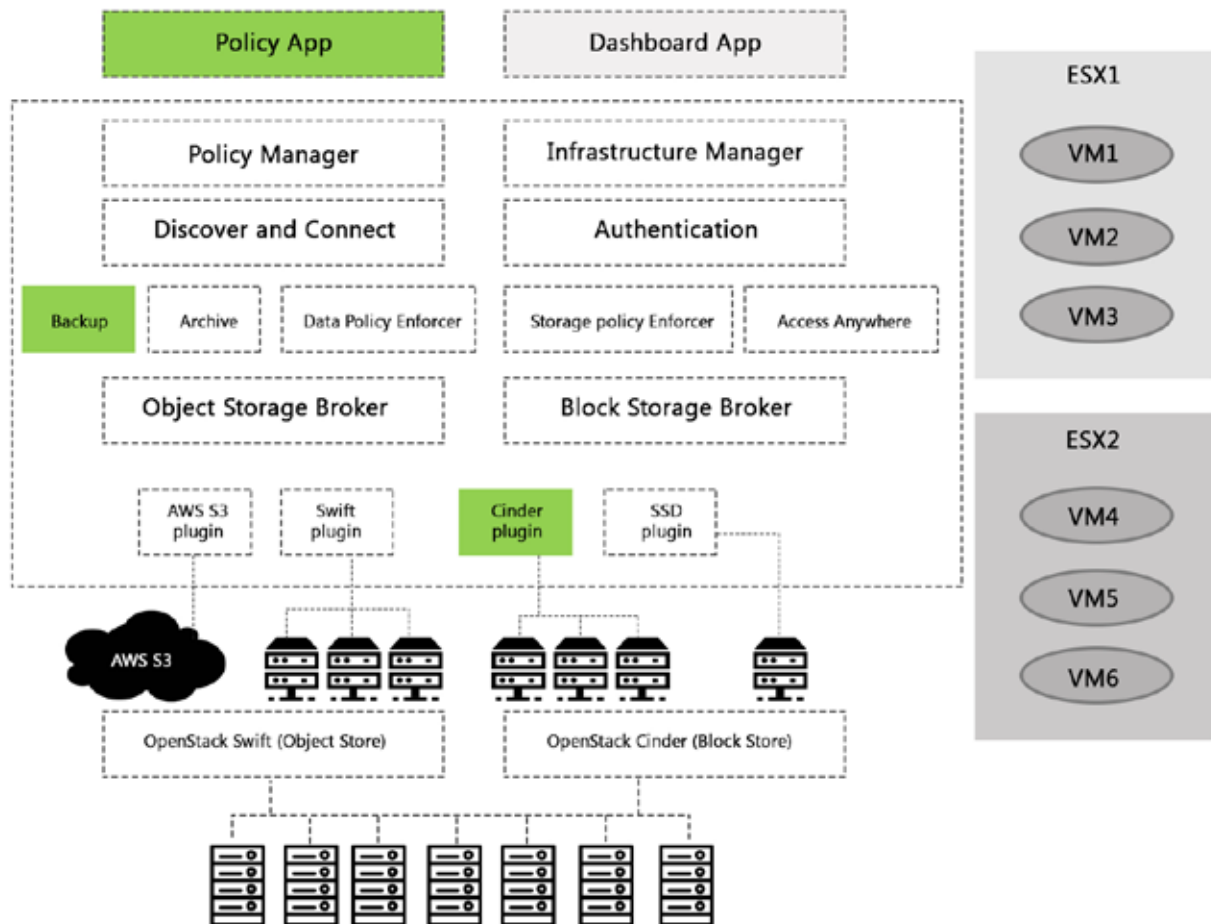 Policy App
Dashboard App
Policy Manager
Infrastructure Manager
Discover and Connect
Authentication
Backup
Archive
Data Policy Enforcer
Storage policy Enforcer
Access Anywhere
Object Storage Broker
Block Storage Broker
AWS S3
plugin
Swift
plugin
Cinder
plugin
SSD
plugin
AWS S3
OpenStack Swift (Object Store)
OpenStack Cinder (Block Store)
ESX1
VM1
VM2
VM3
ESX2
VM4
VM5
VM6